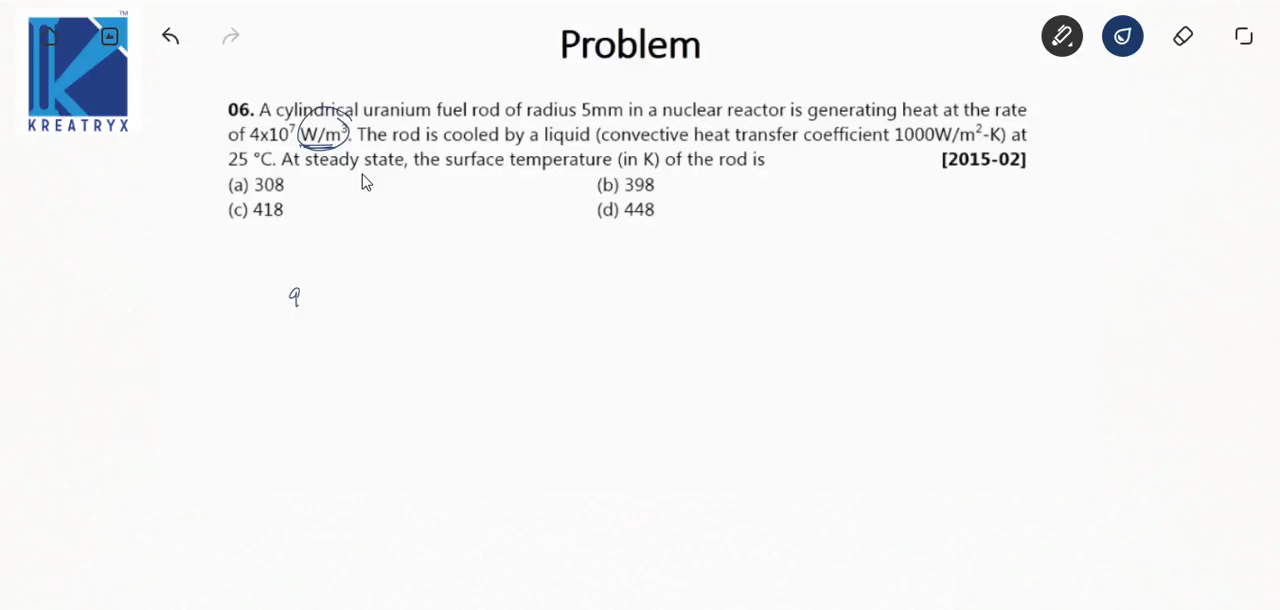 TM
KREATRYX
Problem
06. A cylindrical uranium fuel rod of radius 5mm in a nuclear reactor is generating heat at the rate
of 4x10⁷ W/m³. The rod is cooled by a liquid (convective heat transfer coefficient 1000W/m²-K) at
25 °C. At steady state, the surface temperature (in K) of the rod is [2015-02]
(a) 308 (b) 398
(c) 418 (d) 448
q